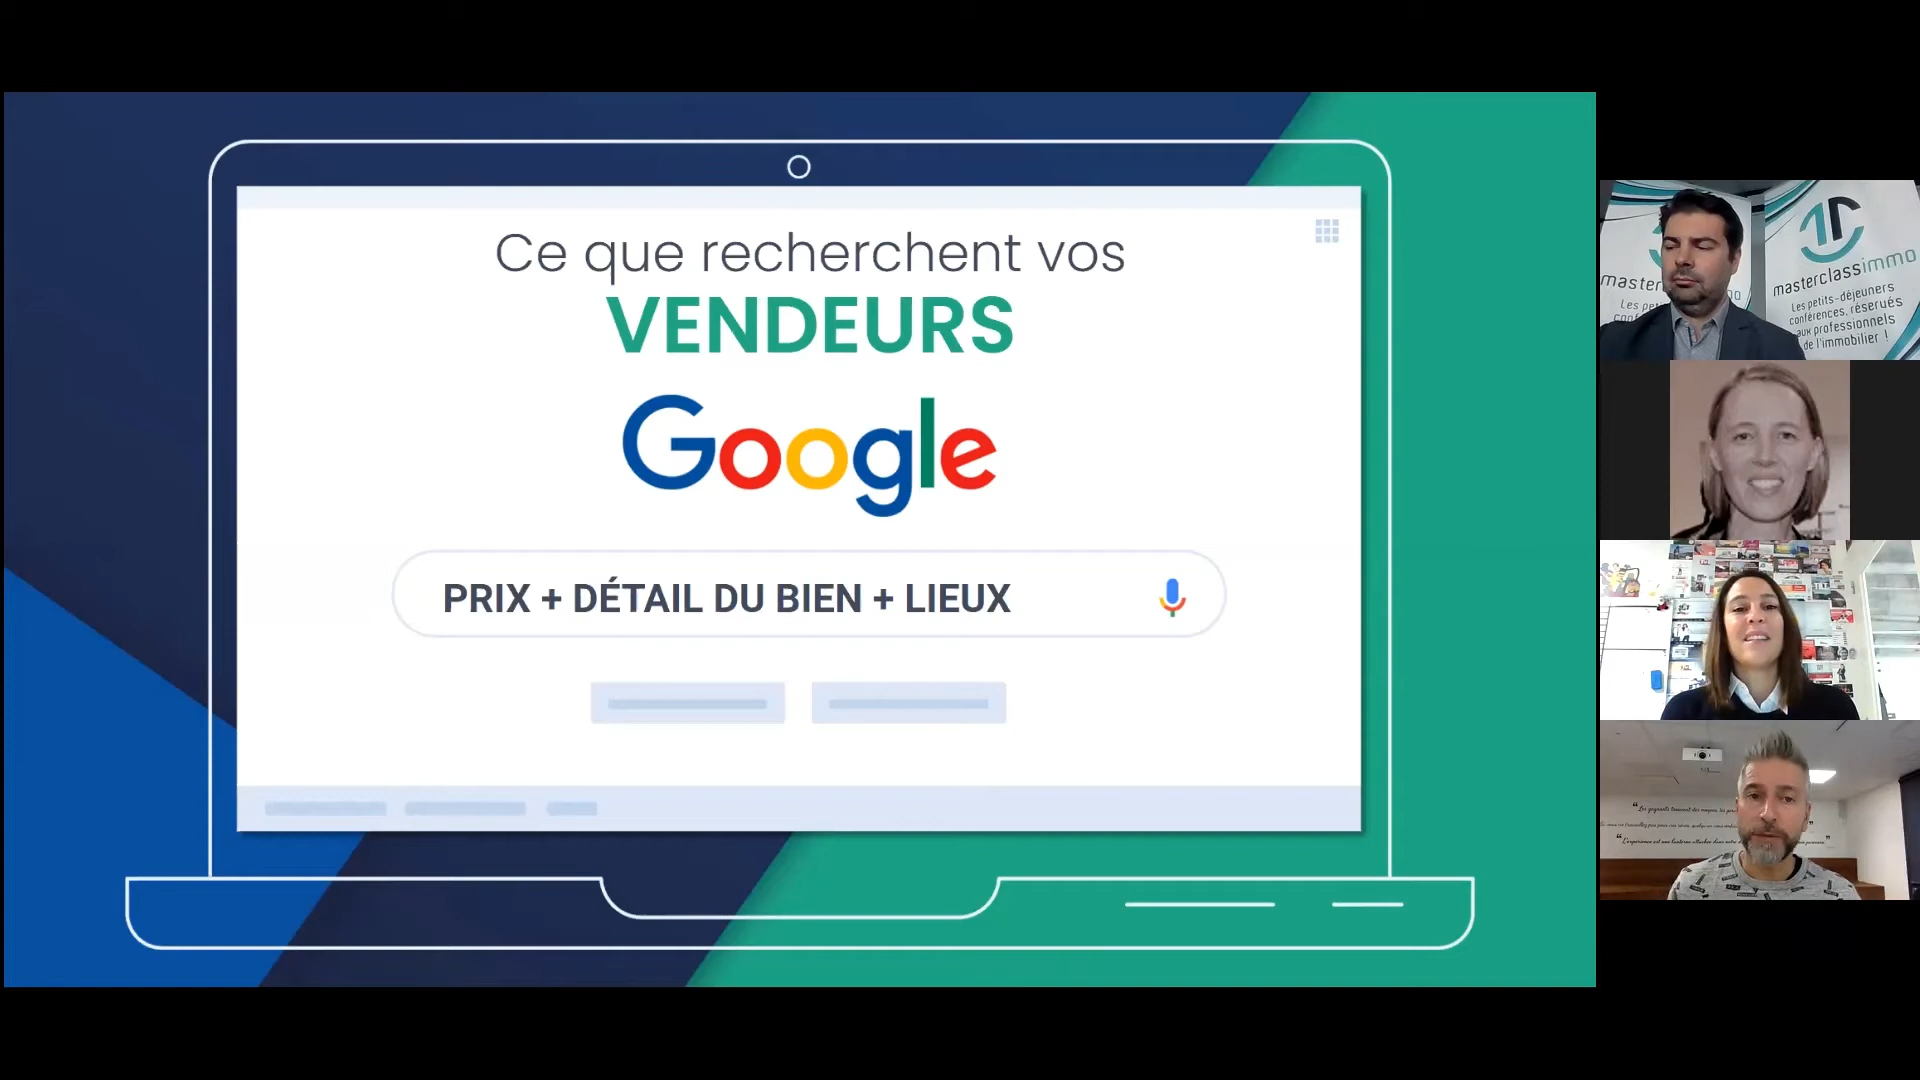 Ce que recherchent vos
VENDEURS
Google
PRIX + DÉTAIL DU BIEN + LIEUX
masterclassimmo
Les petits-déjeuners
conférences, réservés
aux professionnels
de l'immobilier !